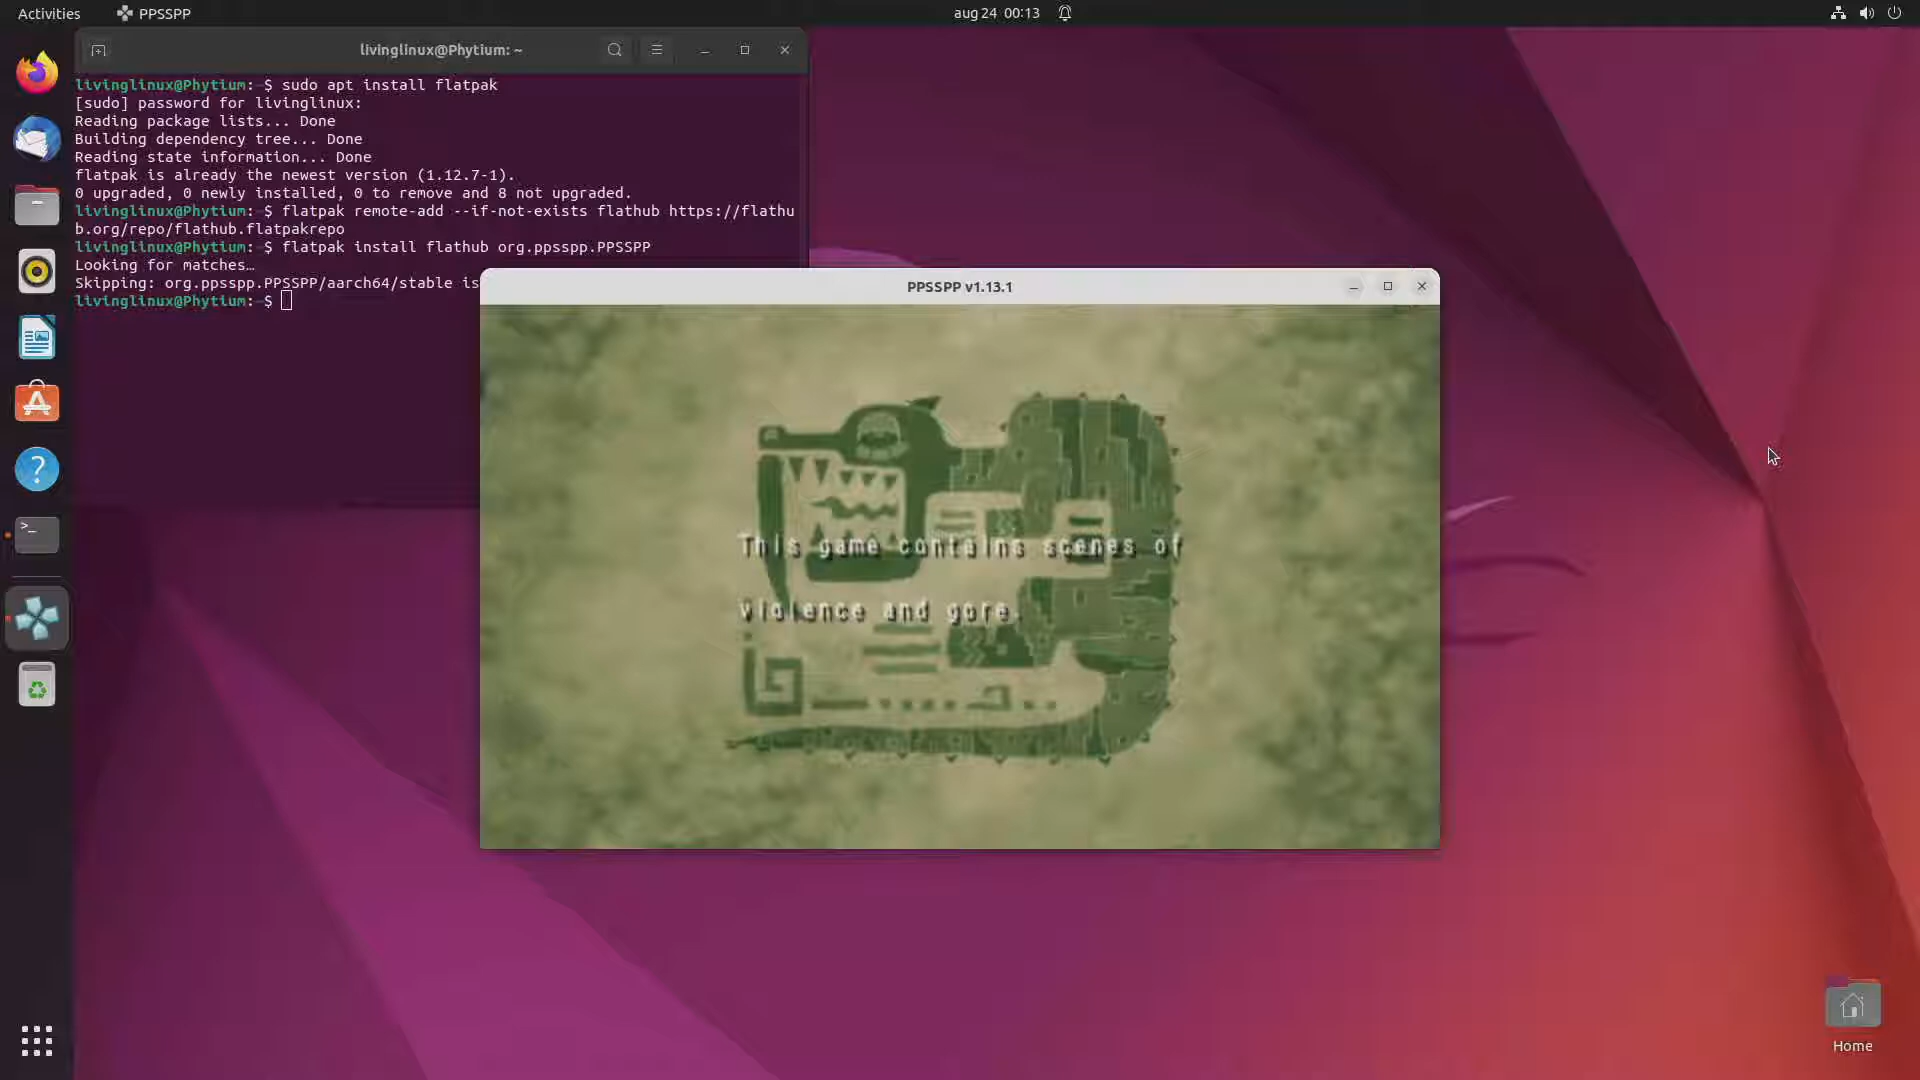 Activities
PPSSPP
aug 24 00:13
livinglinux@Phytium: ~
livinglinux@Phytium:~$ sudo apt install flatpak
[sudo] password for livinglinux:
Reading package lists... Done
Building dependency tree... Done
Reading state information... Done
flatpak is already the newest version (1.12.7-1).
0 upgraded, 0 newly installed, 0 to remove and 8 not upgraded.
livinglinux@Phytium:~$ flatpak remote-add --if-not-exists flathub https://flathu
b.org/repo/flathub.flatpakrepo
livinglinux@Phytium:~$ flatpak install flathub org.ppsspp.PPSSPP
Looking for matches…
Skipping: org.ppsspp.PPSSPP/aarch64/stable is
livinglinux@Phytium:~$
PPSSPP v1.13.1
This game contains scenes of
violence and gore.
Home